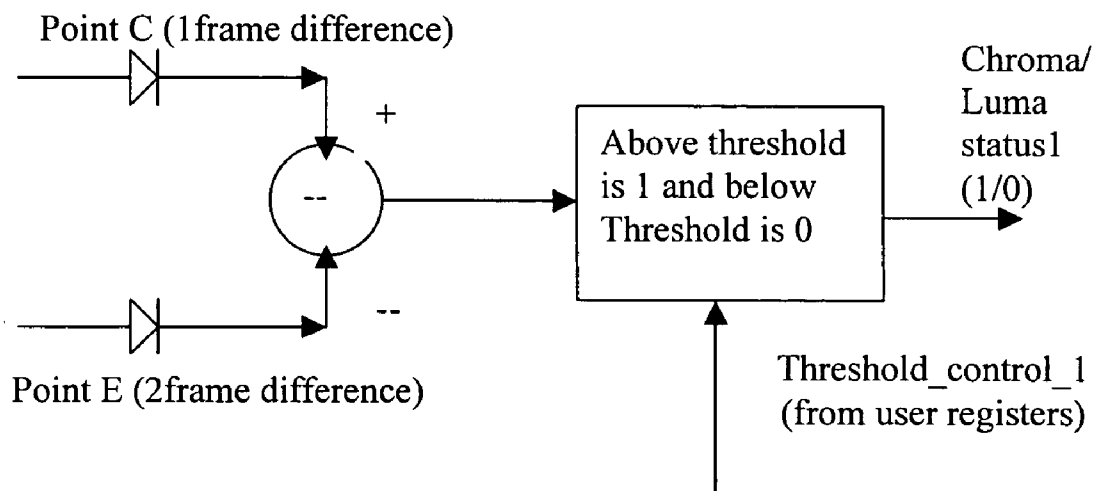 Point C (1frame difference)
+
--
--
Point E (2frame difference)
Above threshold
is 1 and below
Threshold is 0
Chroma/
Luma
status1
(1/0)
Threshold_control_1
(from user registers)